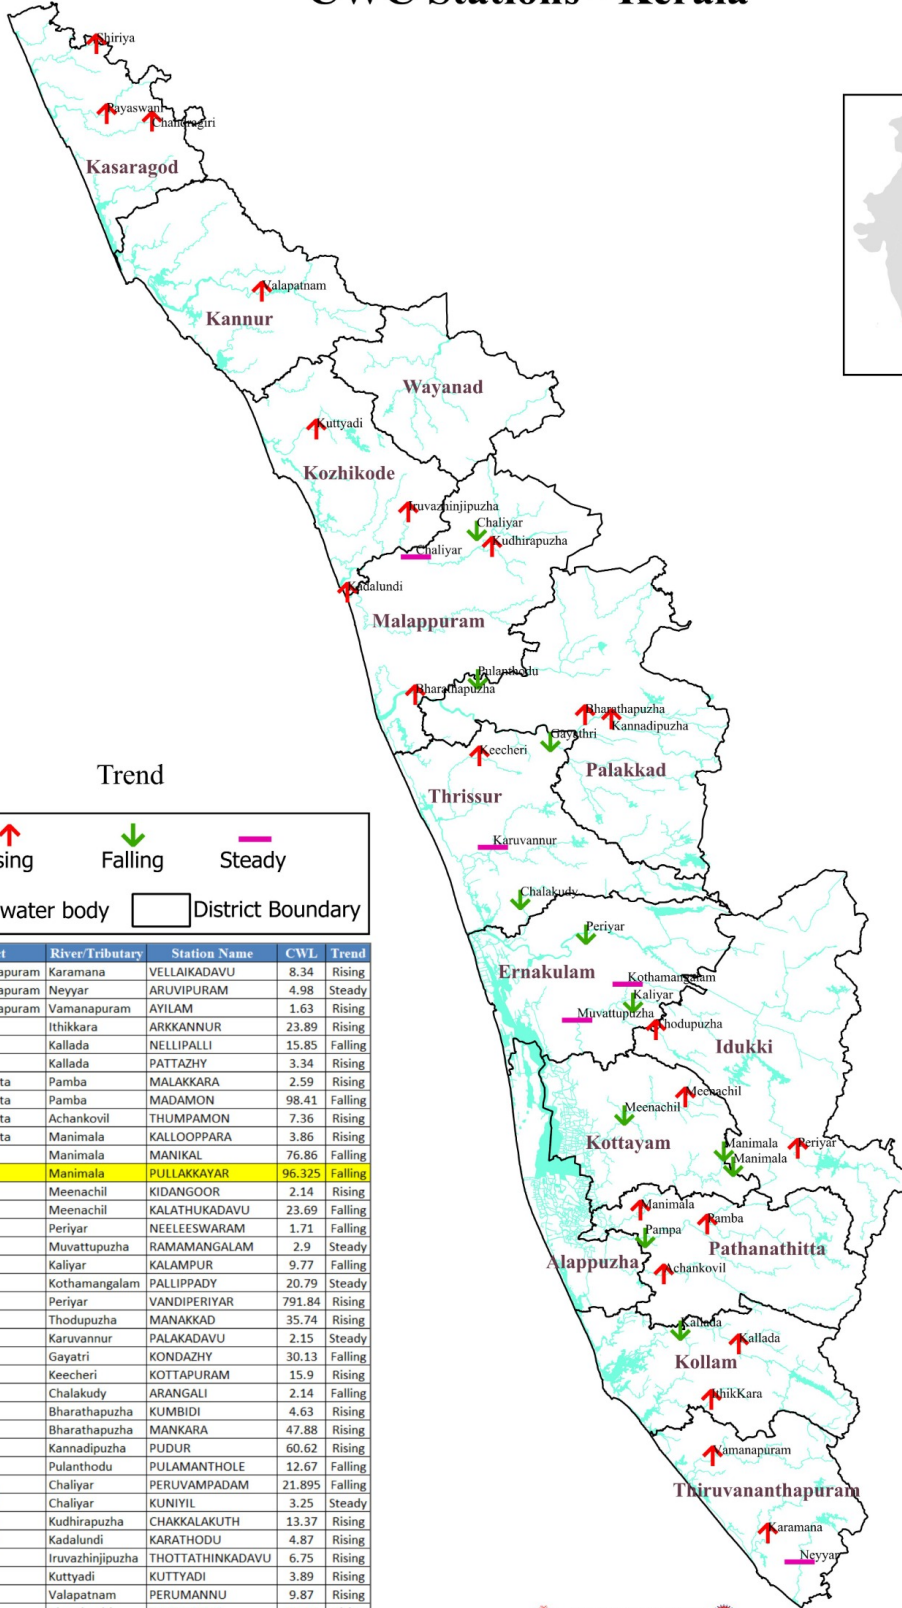 CWC Stations - Kerala
Shiriya
Payaswani
Chandragiri
Kasaragod
Valapatnam
Kannur
Wayanad
Kuttyadi
Kozhikode
Iruvazhinjipuzha
Chaliyar
Kudhirapuzha
Chaliyar
Kadalundi
Malappuram
Pulanthodu
Bharathapuzha
Bharathapuzha
Kannadipuzha
Gayathri
Keecheri
Palakkad
Thrissur
Karuvannur
Chalakudy
Periyar
Ernakulam
Kothamangalam
Kaliyar
Muvattupuzha
Thodupuzha
Idukki
Meenachil
Meenachil
Kottayam
Manimala
Periyar
Manimala
Manimala
Pamba
Pampa
Pathanathitta
Alappuzha
Achankovil
Kallada
Kallada
Kollam
IthikKara
Vamanapuram
Thiruvananthapuram
Karamana
Neyyar
Trend
sing Falling Steady
water body District Boundary
ct River/Tributary Station Name CWL Trend
apuram Karamana VELLAIKADAVU 8.34 Rising
apuram Neyyar ARUVIPURAM 4.98 Steady
apuram Vamanapuram AYILAM 1.63 Rising
Ithikkara ARKKANNUR 23.89 Rising
Kallada NELLIPALLI 15.85 Falling
Kallada PATTAZHY 3.34 Rising
ta Pamba MALAKKARA 2.59 Rising
ta Pamba MADAMON 98.41 Falling
ta Achankovil THUMPAMON 7.36 Rising
ta Manimala KALLOOPPARA 3.86 Rising
Manimala MANIKAL 76.86 Falling
Manimala PULLAKKAYAR 96.325 Falling
Meenachil KIDANGOOR 2.14 Rising
Meenachil KALATHUKADAVU 23.69 Falling
Periyar NEELEESWARAM 1.71 Falling
Muvattupuzha RAMAMANGALAM 2.9 Steady
Kaliyar KALAMPUR 9.77 Falling
Kothamangalam PALLIPPADY 20.79 Steady
Periyar VANDIPERIYAR 791.84 Rising
Thodupuzha MANAKKAD 35.74 Rising
Karuvannur PALAKADAVU 2.15 Steady
Gayatri KONDAZHY 30.13 Falling
Keecheri KOTTAPURAM 15.9 Rising
Chalakudy ARANGALI 2.14 Falling
Bharathapuzha KUMBIDI 4.63 Rising
Bharathapuzha MANKARA 47.88 Rising
Kannadipuzha PUDUR 60.62 Rising
Pulanthodu PULAMANTHOLE 12.67 Falling
Chaliyar PERUVAMPADAM 21.895 Falling
Chaliyar KUNIYIL 3.25 Steady
Kudhirapuzha CHAKKALAKUTH 13.37 Rising
Kadalundi KARATHODU 4.87 Rising
Iruvazhinjipuzha THOTTATHINKADAVU 6.75 Rising
Kuttyadi KUTTYADI 3.89 Rising
Valapatnam PERUMANNU 9.87 Rising